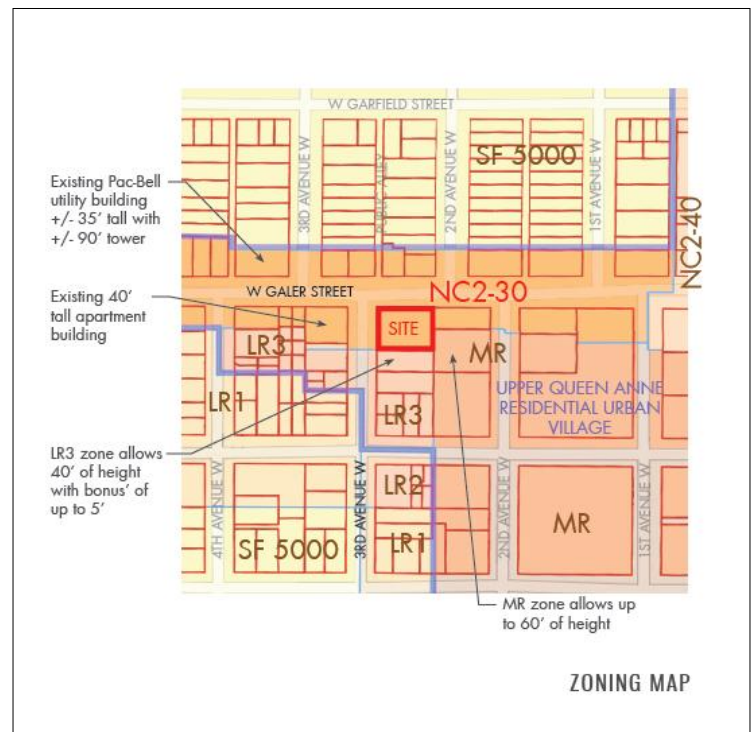 W GARFIELD STREET
SF 5000
3RD AVENUE W
PUBLIC ALLEY
2ND AVENUE W
1ST AVENUE W
NC2-40
Existing Pac-Bell
utility building
+/- 35' tall with
+/- 90' tower
W GALER STREET
NC2-30
Existing 40'
tall apartment
building
SITE
LR3
MR
LR1
LR3
UPPER QUEEN ANNE
RESIDENTIAL URBAN
VILLAGE
LR3 zone allows
40' of height
with bonus' of
up to 5'
4TH AVENUE W
SF 5000
3RD AVENUE W
LR2
LR1
2ND AVENUE W
MR
1ST AVENUE W
MR zone allows up
to 60' of height
ZONING MAP